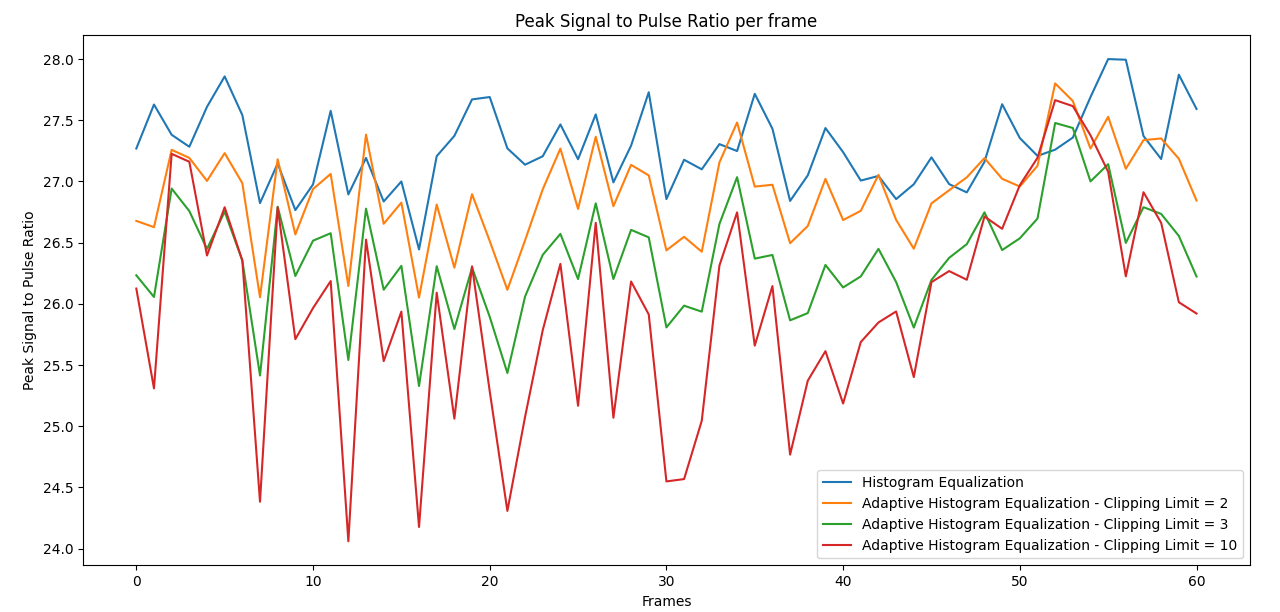 Peak Signal to Pulse Ratio per frame
Peak Signal to Pulse Ratio
28.0
27.5
27.0
26.5
26.0
25.5
25.0
24.5
24.0
0 10 20 30 40 50 60
Frames
Histogram Equalization
Adaptive Histogram Equalization - Clipping Limit = 2
Adaptive Histogram Equalization - Clipping Limit = 3
Adaptive Histogram Equalization - Clipping Limit = 10